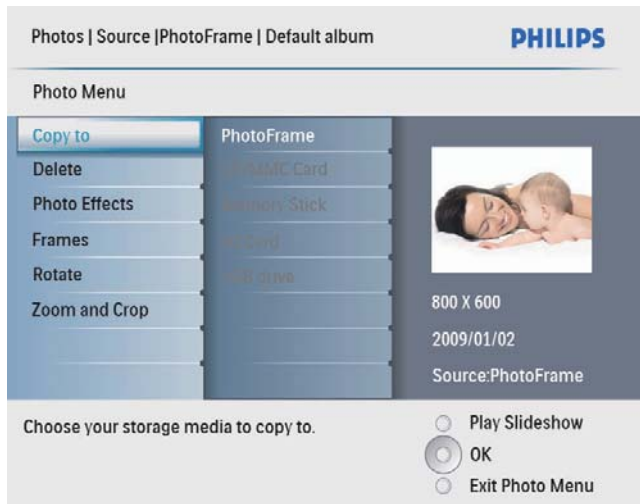 Photos | Source |PhotoFrame | Default album
PHILIPS
Photo Menu
Copy to
Delete
Photo Effects
Frames
Rotate
Zoom and Crop
PhotoFrame
Card
Memory Stick
800 X 600
2009/01/02
Source:PhotoFrame
Choose your storage media to copy to.
Play Slideshow
OK
Exit Photo Menu